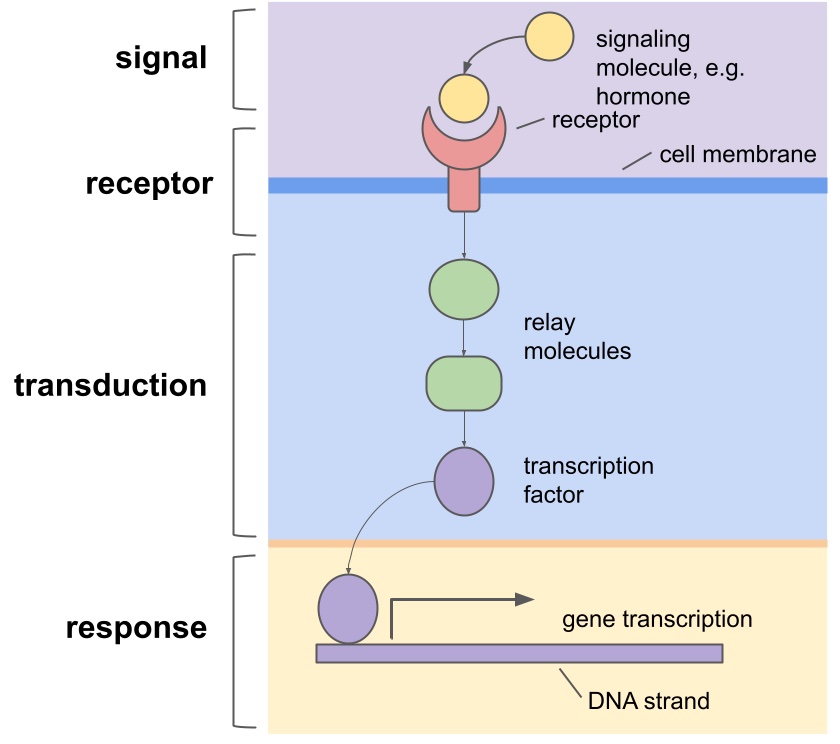 signal
signaling
molecule, e.g.
hormone
receptor
cell membrane
receptor
transduction
relay
molecules
transcription
factor
response
gene transcription
DNA strand